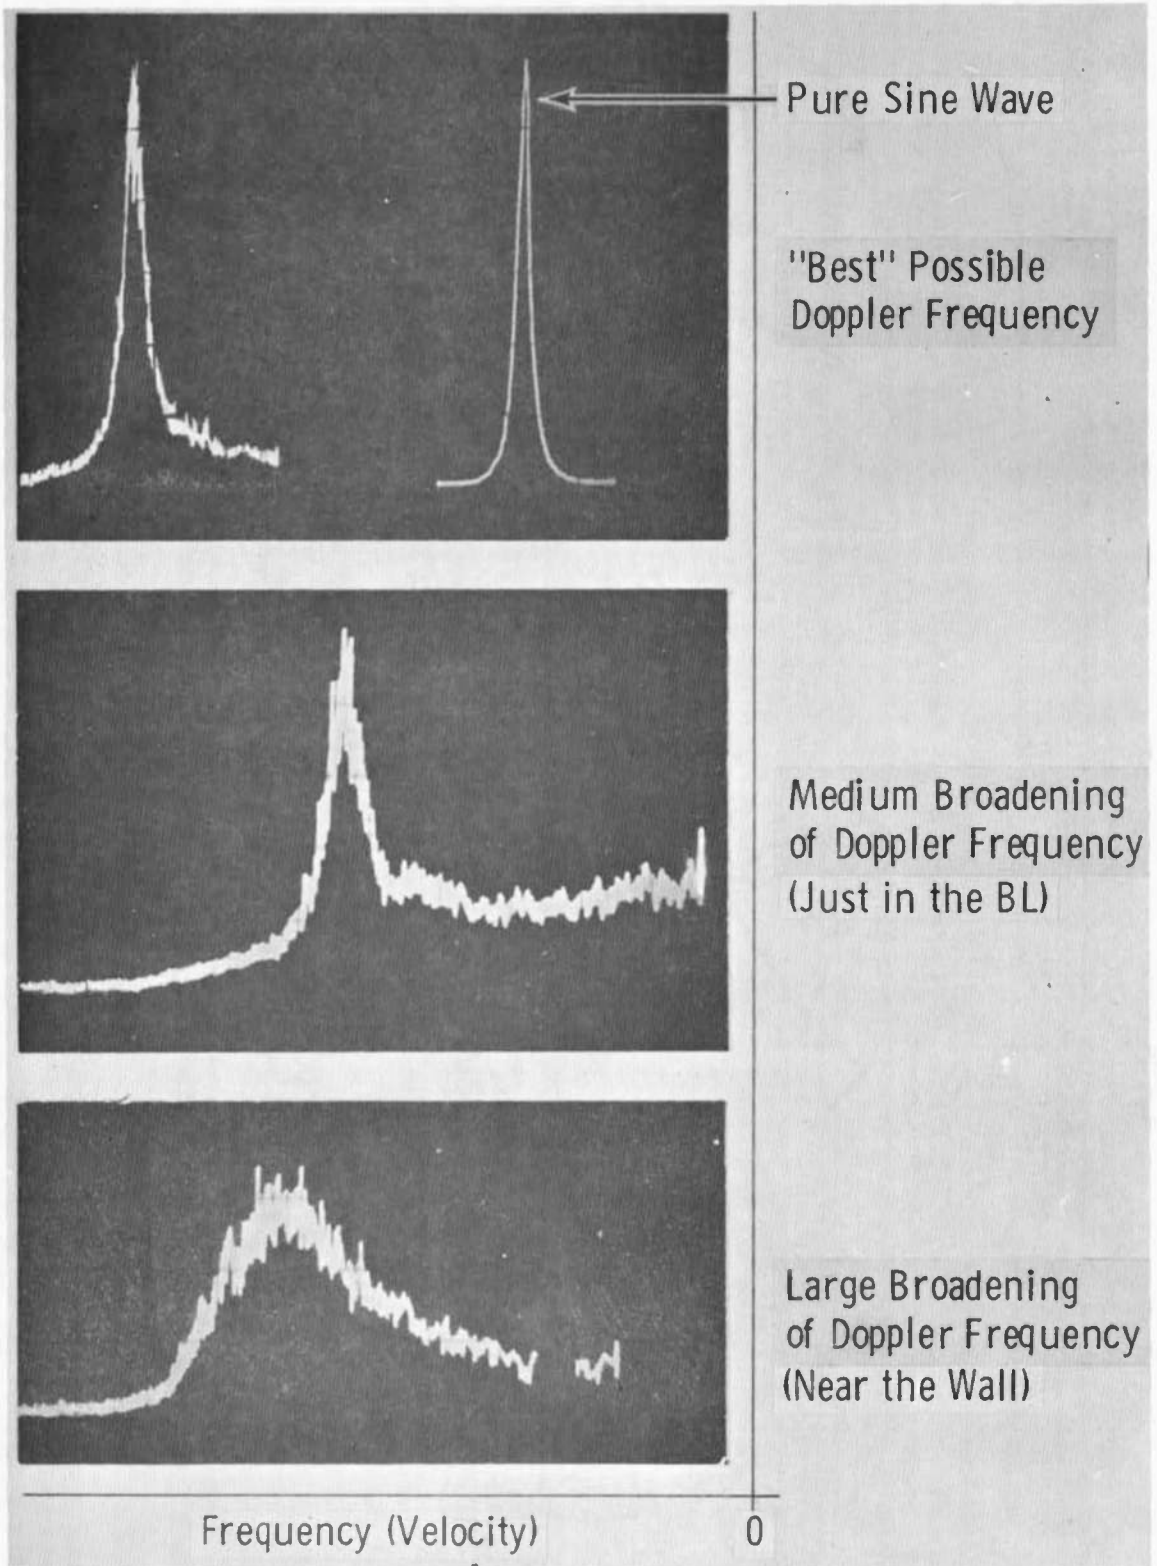 Pure Sine Wave
"Best" Possible
Doppler Frequency
Medium Broadening
of Doppler Frequency
(Just in the BL)
Large Broadening
of Doppler Frequency
(Near the Wall)
Frequency (Velocity)
0